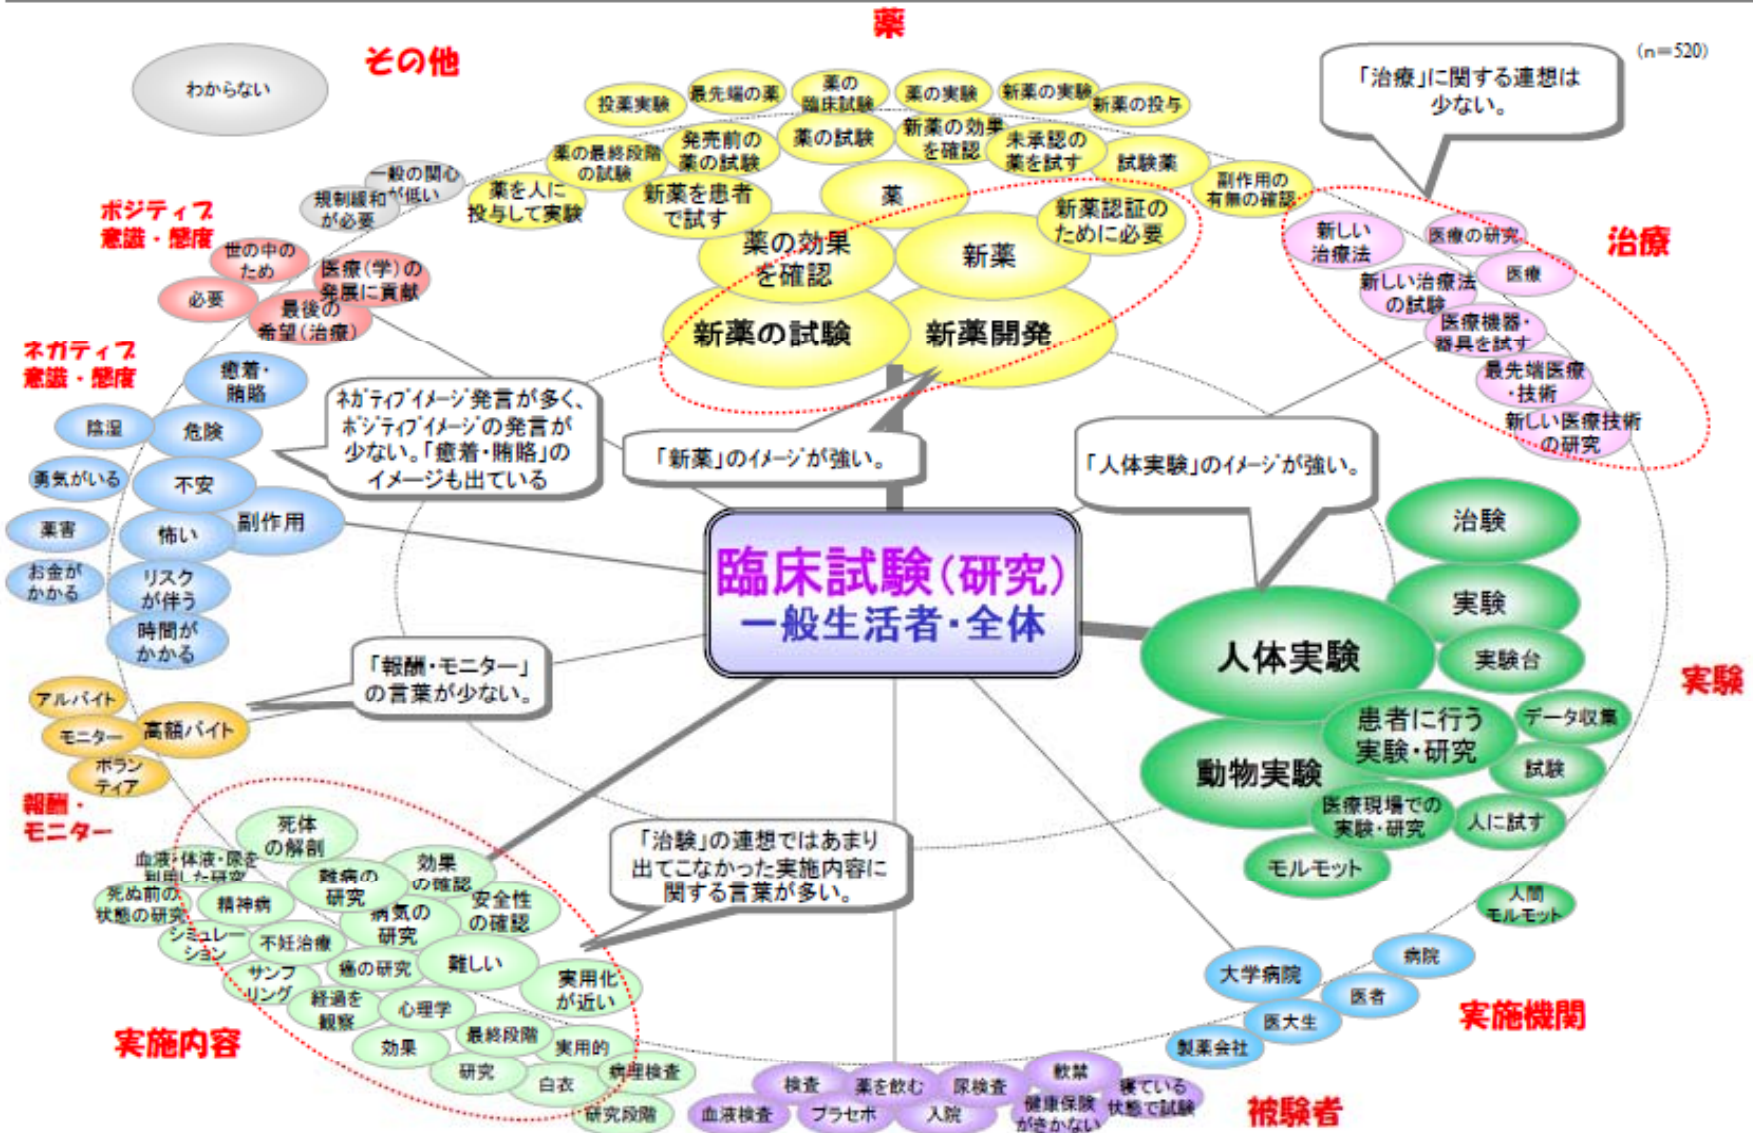 薬
その他
(n=520)
わからない
「治療」に関する連想は
少ない。
投薬実験
最先端の薬
薬の
臨床試験
薬の実験
新薬の実験
新薬の投与
薬の最終段階
の試験
発売前の
薬の試験
薬の試験
新薬の効果
を確認
未承認の
薬を試す
試験薬
副作用の
有無の確認
薬を人に
投与して実験
新薬を患者
で試す
薬
新薬認証の
ために必要
薬の効果
を確認
新薬
新薬の試験
新薬開発
一般の関心
が低い
規制緩和
が必要
ポジティブ
意識・態度
世の中の
ため
医療(学)の
発展に貢献
必要
最後の
希望(治療)
治療
新しい
治療法
医療の研究
医療
新しい治療法
の試験
医療機器・
器具を試す
最先端医療
・技術
新しい医療技術
の研究
ネガティブ
意識・態度
癒着・
賄賂
陰湿
危険
勇気がいる
不安
薬害
怖い
副作用
お金が
かかる
リスク
が伴う
時間が
かかる
ネガティブイメージ発言が多く、
ポジティブイメージの発言が
少ない。「癒着・賄賂」の
イメージも出ている
「新薬」のイメージが強い。
「人体実験」のイメージが強い。
臨床試験(研究)
一般生活者・全体
治験
実験
人体実験
実験台
実験
患者に行う
実験・研究
データ収集
動物実験
試験
医療現場での
実験・研究
人に試す
モルモット
人間
モルモット
「報酬・モニター」
の言葉が少ない。
アルバイト
モニター
高額バイト
ボラン
ティア
報酬・
モニター
「治験」の連想ではあまり
出てこなかった実施内容に
関する言葉が多い。
死体
の解剖
血液・体液・尿を
利用した研究
難病の
研究
効果
の確認
死ぬ前の
状態の研究
精神病
病気の
研究
安全性
の確認
シミュレー
ション
不妊治療
サンプ
リング
癌の研究
難しい
実用化
が近い
経過を
観察
心理学
実施内容
効果
最終段階
実用的
研究
白衣
病理検査
研究段階
大学病院
病院
医者
医大生
製薬会社
実施機関
検査
薬を飲む
尿検査
軟禁
寝ている
状態で試験
血液検査
プラセボ
入院
健康保険
がきかない
被験者